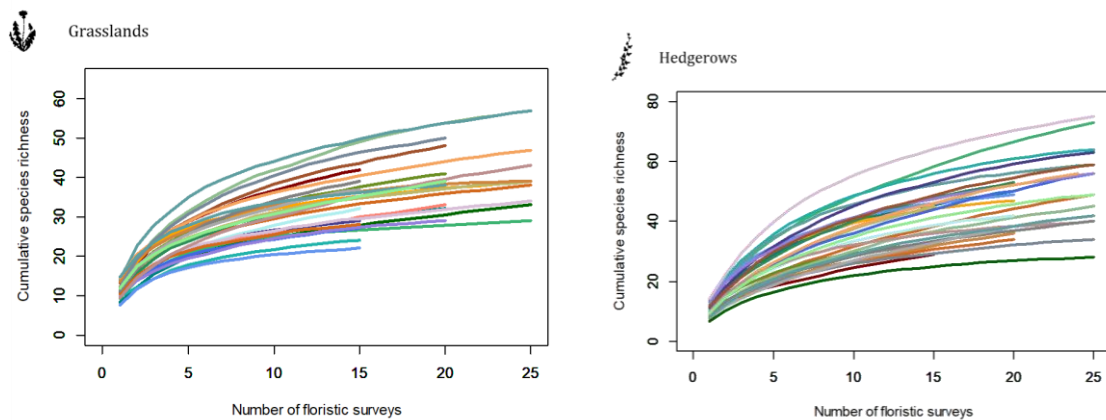 Grasslands
Cumulative species richness
60
50
40
30
20
10
0
0 5 10 15 20 25
Number of floristic surveys
Hedgerows
Cumulative species richness
80
60
40
20
0
5 10 15 20 25
Number of floristic surveys